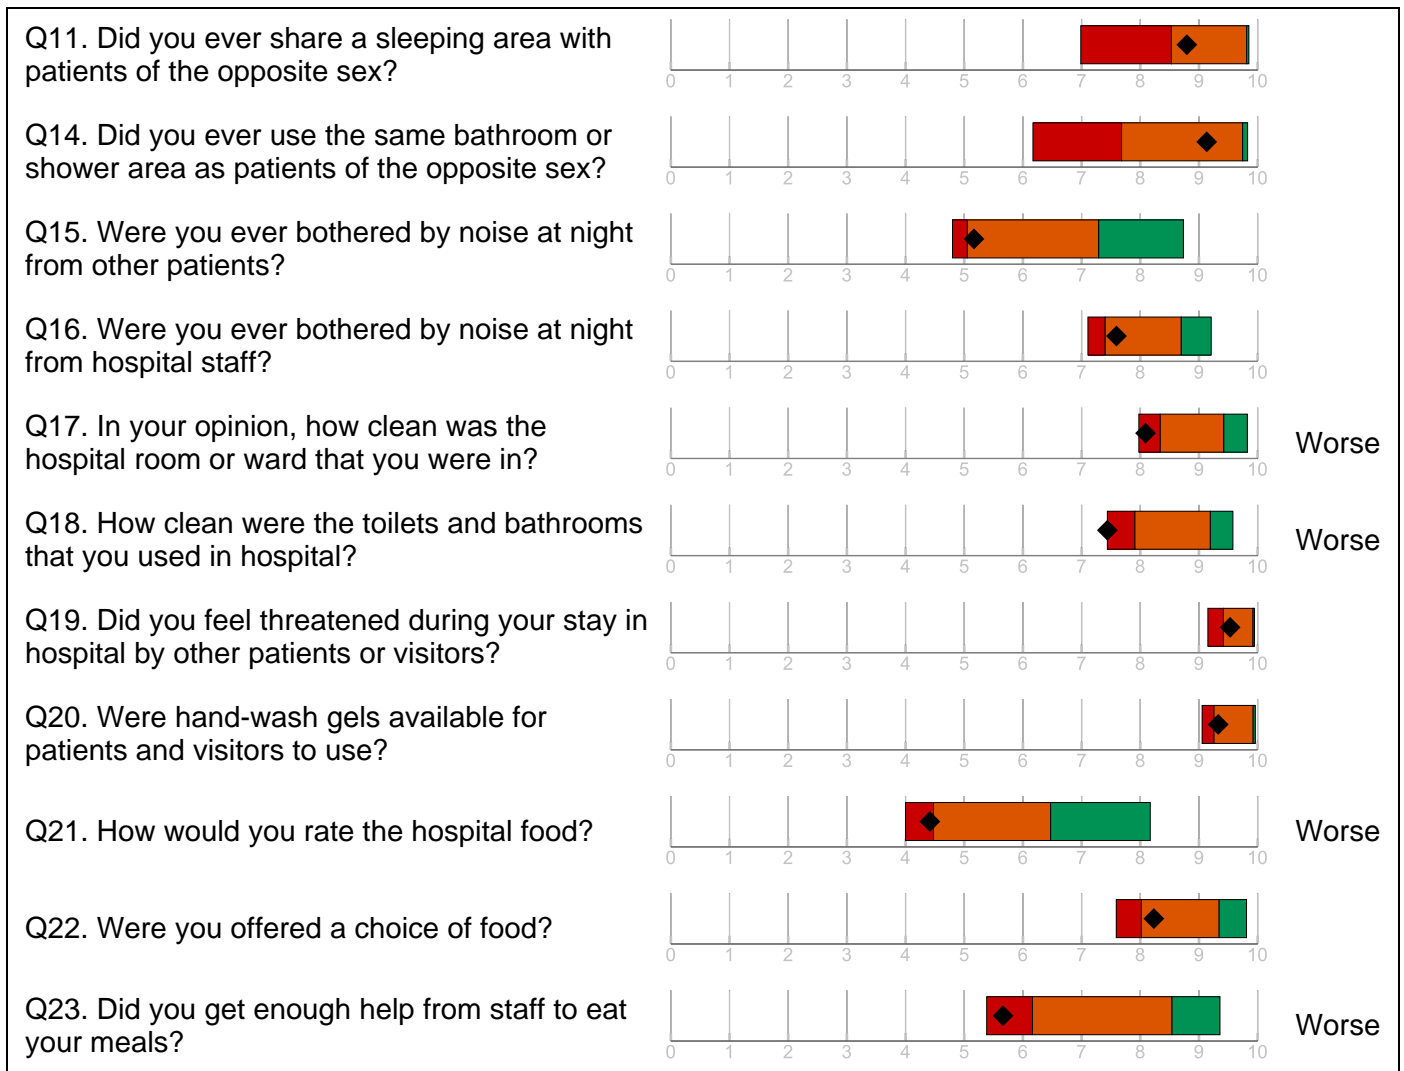 Q11. Did you ever share a sleeping area with
patients of the opposite sex?
0 1 2 3 4 5 6 7 8 9 10
Q14. Did you ever use the same bathroom or
shower area as patients of the opposite sex?
0 1 2 3 4 5 6 7 8 9 10
Q15. Were you ever bothered by noise at night
from other patients?
0 1 2 3 4 5 6 7 8 9 10
Q16. Were you ever bothered by noise at night
from hospital staff?
0 1 2 3 4 5 6 7 8 9 10
Q17. In your opinion, how clean was the
hospital room or ward that you were in?
Worse
0 1 2 3 4 5 6 7 8 9 10
Q18. How clean were the toilets and bathrooms
that you used in hospital?
Worse
0 1 2 3 4 5 6 7 8 9 10
Q19. Did you feel threatened during your stay in
hospital by other patients or visitors?
0 1 2 3 4 5 6 7 8 9 10
Q20. Were hand-wash gels available for
patients and visitors to use?
0 1 2 3 4 5 6 7 8 9 10
Q21. How would you rate the hospital food?
Worse
0 1 2 3 4 5 6 7 8 9 10
Q22. Were you offered a choice of food?
0 1 2 3 4 5 6 7 8 9 10
Q23. Did you get enough help from staff to eat
your meals?
Worse
0 1 2 3 4 5 6 7 8 9 10